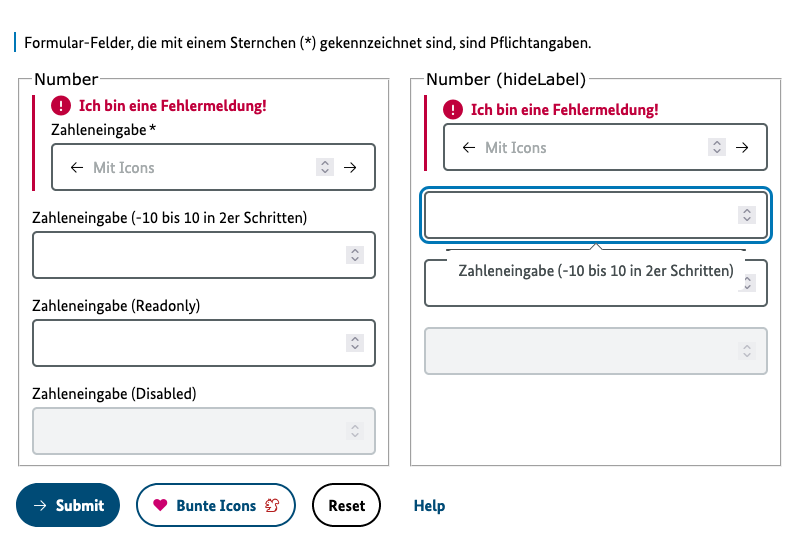 Formular-Felder, die mit einem Sternchen (*) gekennzeichnet sind, sind Pflichtangaben.
Number
Ich bin eine Fehlermeldung!
Zahleneingabe*
Mit Icons
Zahleneingabe (-10 bis 10 in 2er Schritten)
Zahleneingabe (Readonly)
Zahleneingabe (Disabled)
Number (hideLabel)
Ich bin eine Fehlermeldung!
Mit Icons
Zahleneingabe (-10 bis 10 in 2er Schritten)
Submit
Bunte Icons
Reset
Help